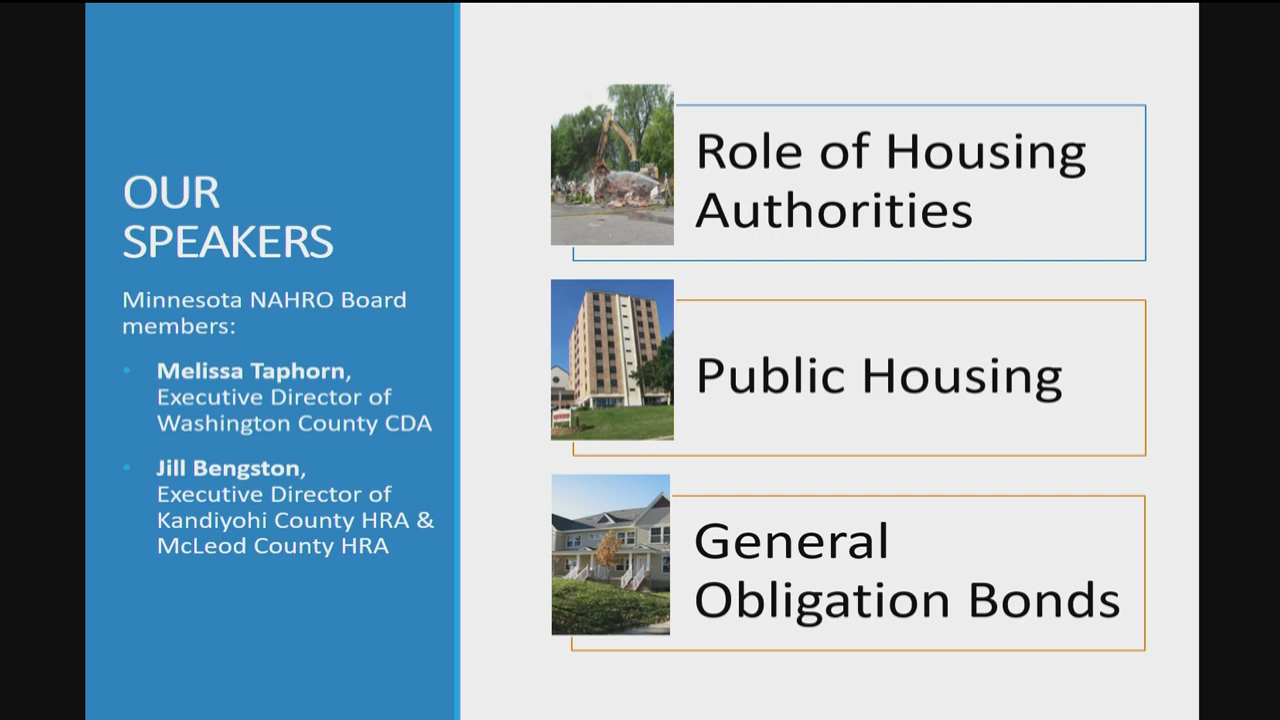 OUR
SPEAKERS
Minnesota NAHRO Board
members:
• Melissa Taphorn,
Executive Director of
Washington County CDA
• Jill Bengston,
Executive Director of
Kandiyohi County HRA &
McLeod County HRA
Role of Housing
Authorities
Public Housing
General
Obligation Bonds